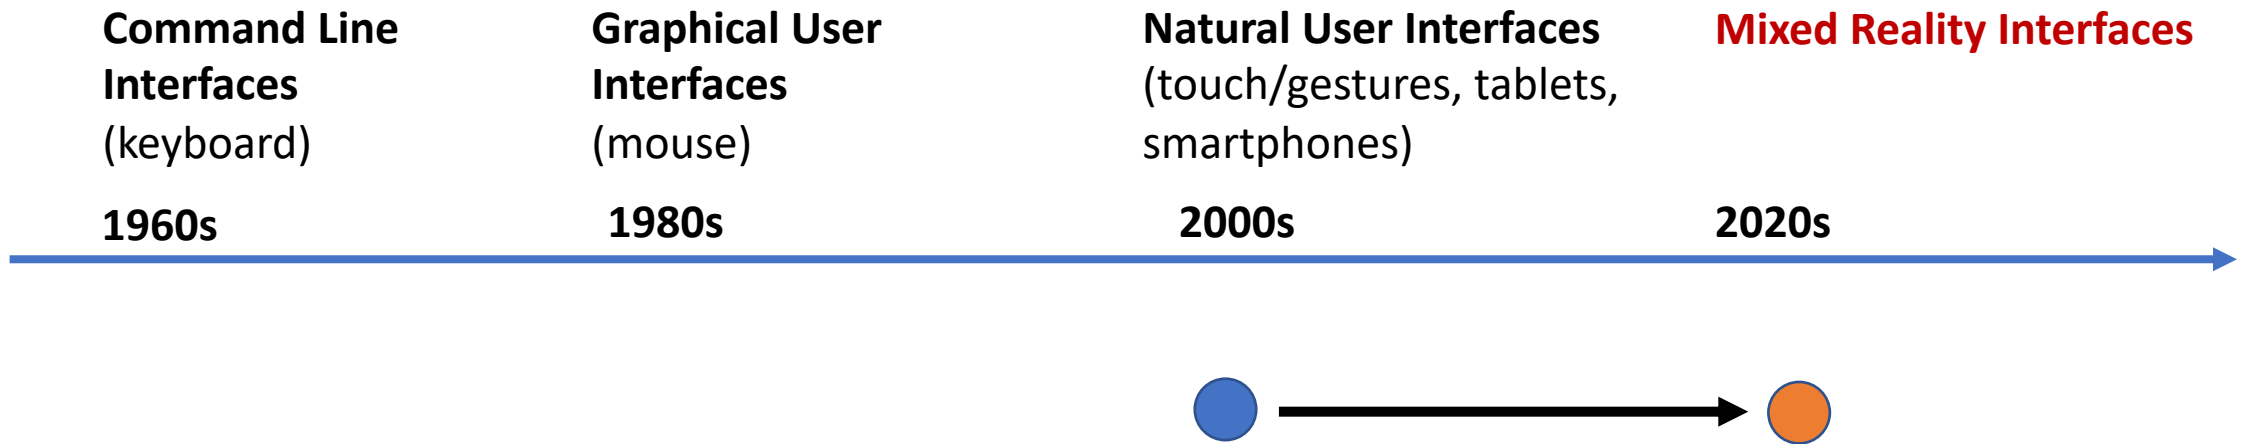 Command Line
Interfaces
(keyboard)
1960s
Graphical User
Interfaces
(mouse)
1980s
Natural User Interfaces
(touch/gestures, tablets,
smartphones)
2000s
Mixed Reality Interfaces
2020s